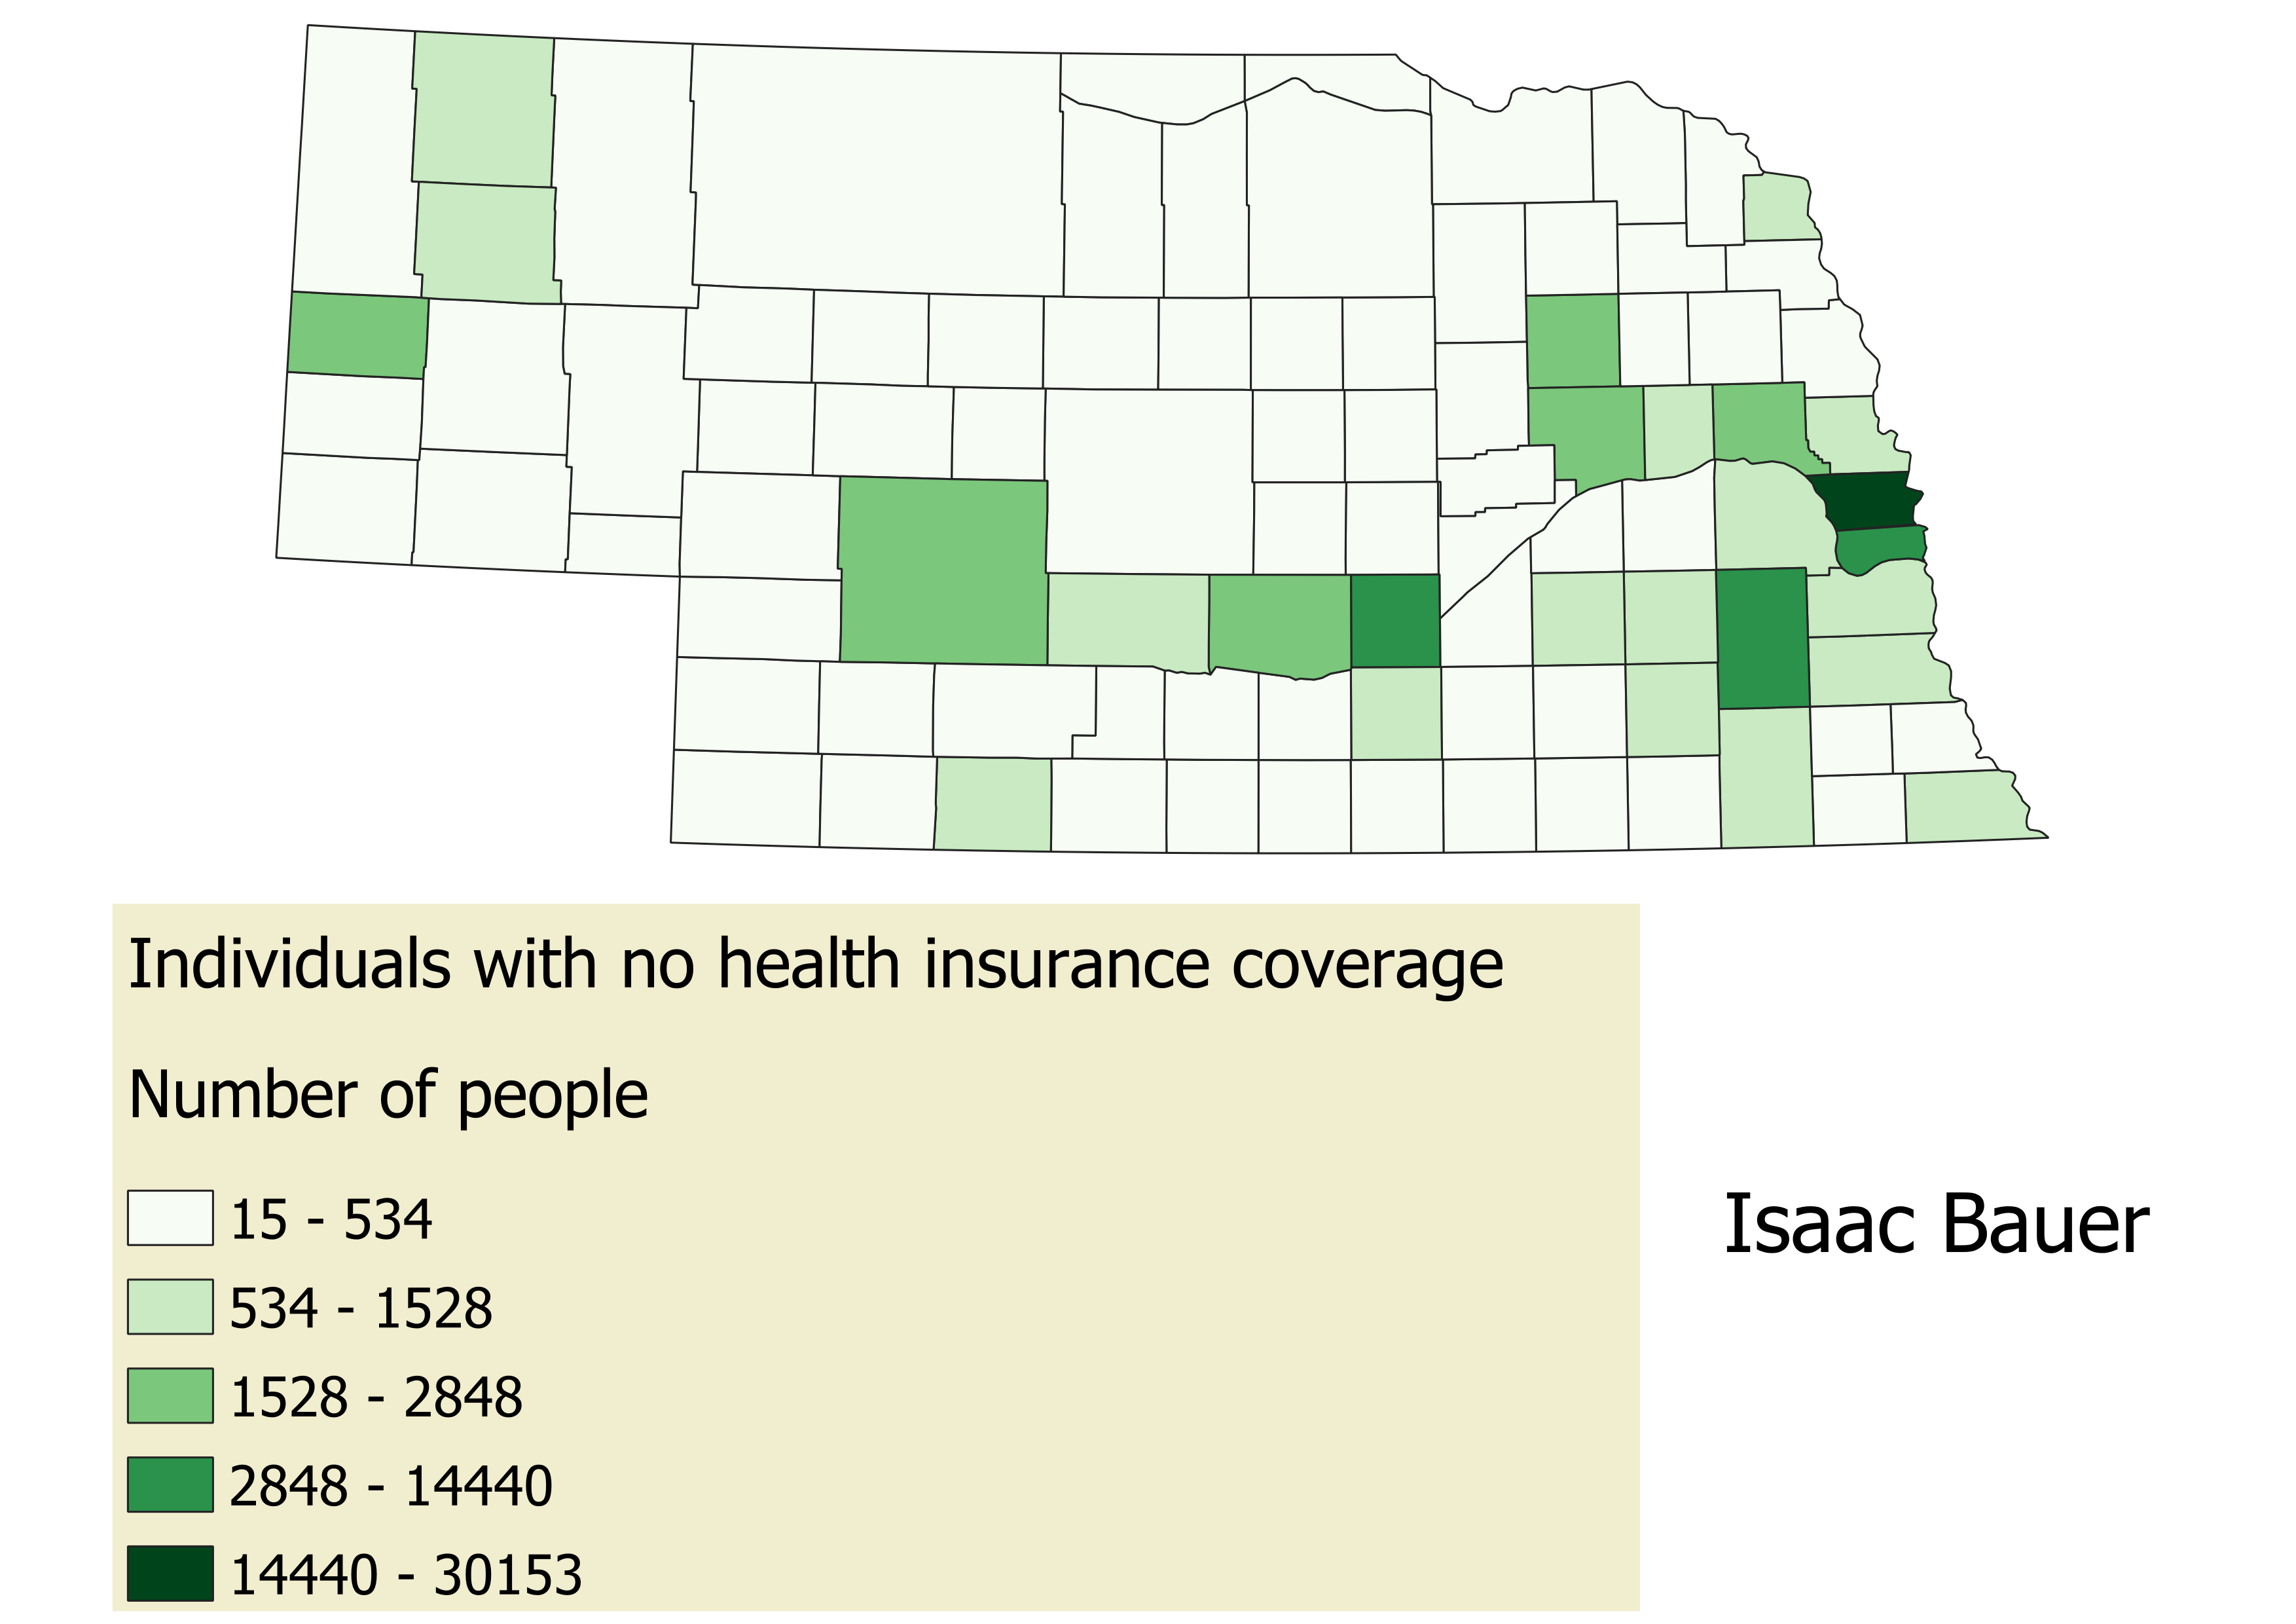 Individuals with no health insurance coverage
Number of people
15 - 534
534 - 1528
1528 - 2848
2848 - 14440
14440 - 30153
Isaac Bauer